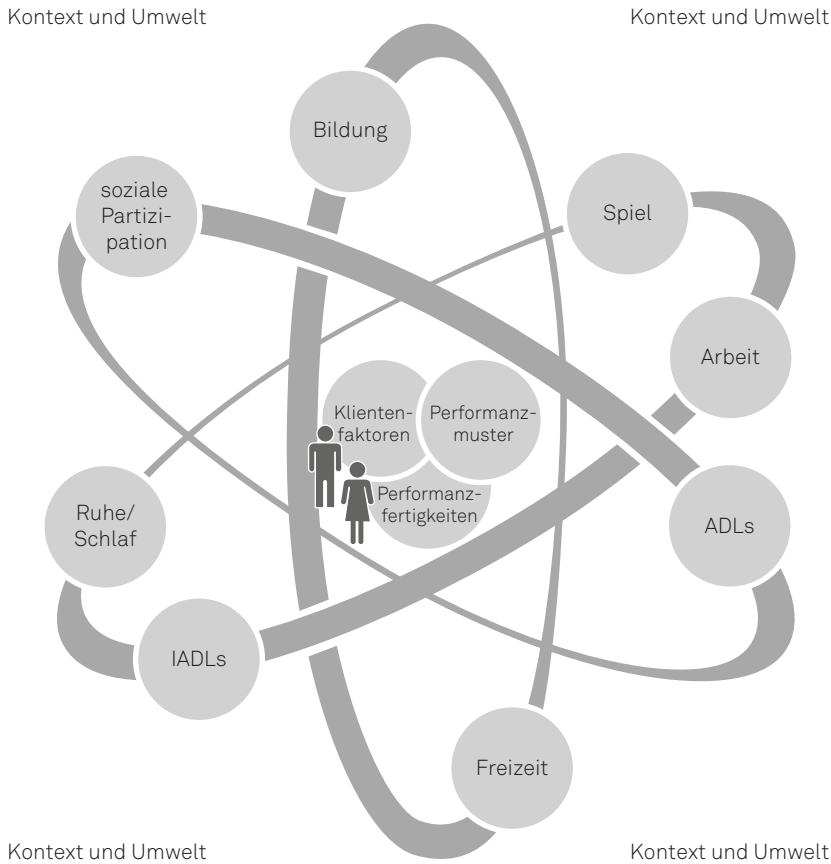 Kontext und Umwelt
Kontext und Umwelt
Bildung
soziale
Partizi-
pation
Spiel
Arbeit
Klienten-
faktoren
Performanz-
muster
Performanz-
fertigkeiten
Ruhe/
Schlaf
ADLs
IADLs
Freizeit
Kontext und Umwelt
Kontext und Umwelt